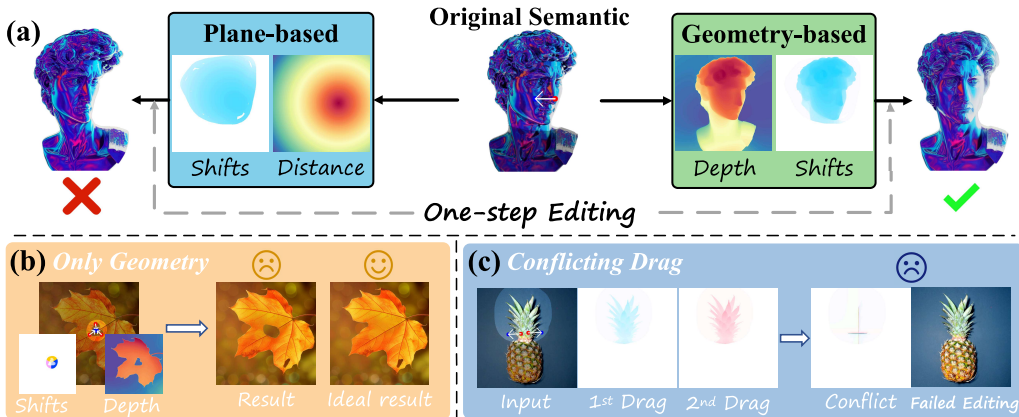 (a)
Plane-based
Shifts
Distance
Original Semantic
Geometry-based
Depth
Shifts
One-step Editing
(b) Only Geometry
Shifts
Depth
Result
Ideal result
(c) Conflicting Drag
Input
1st Drag
2nd Drag
Conflict
Failed Editing